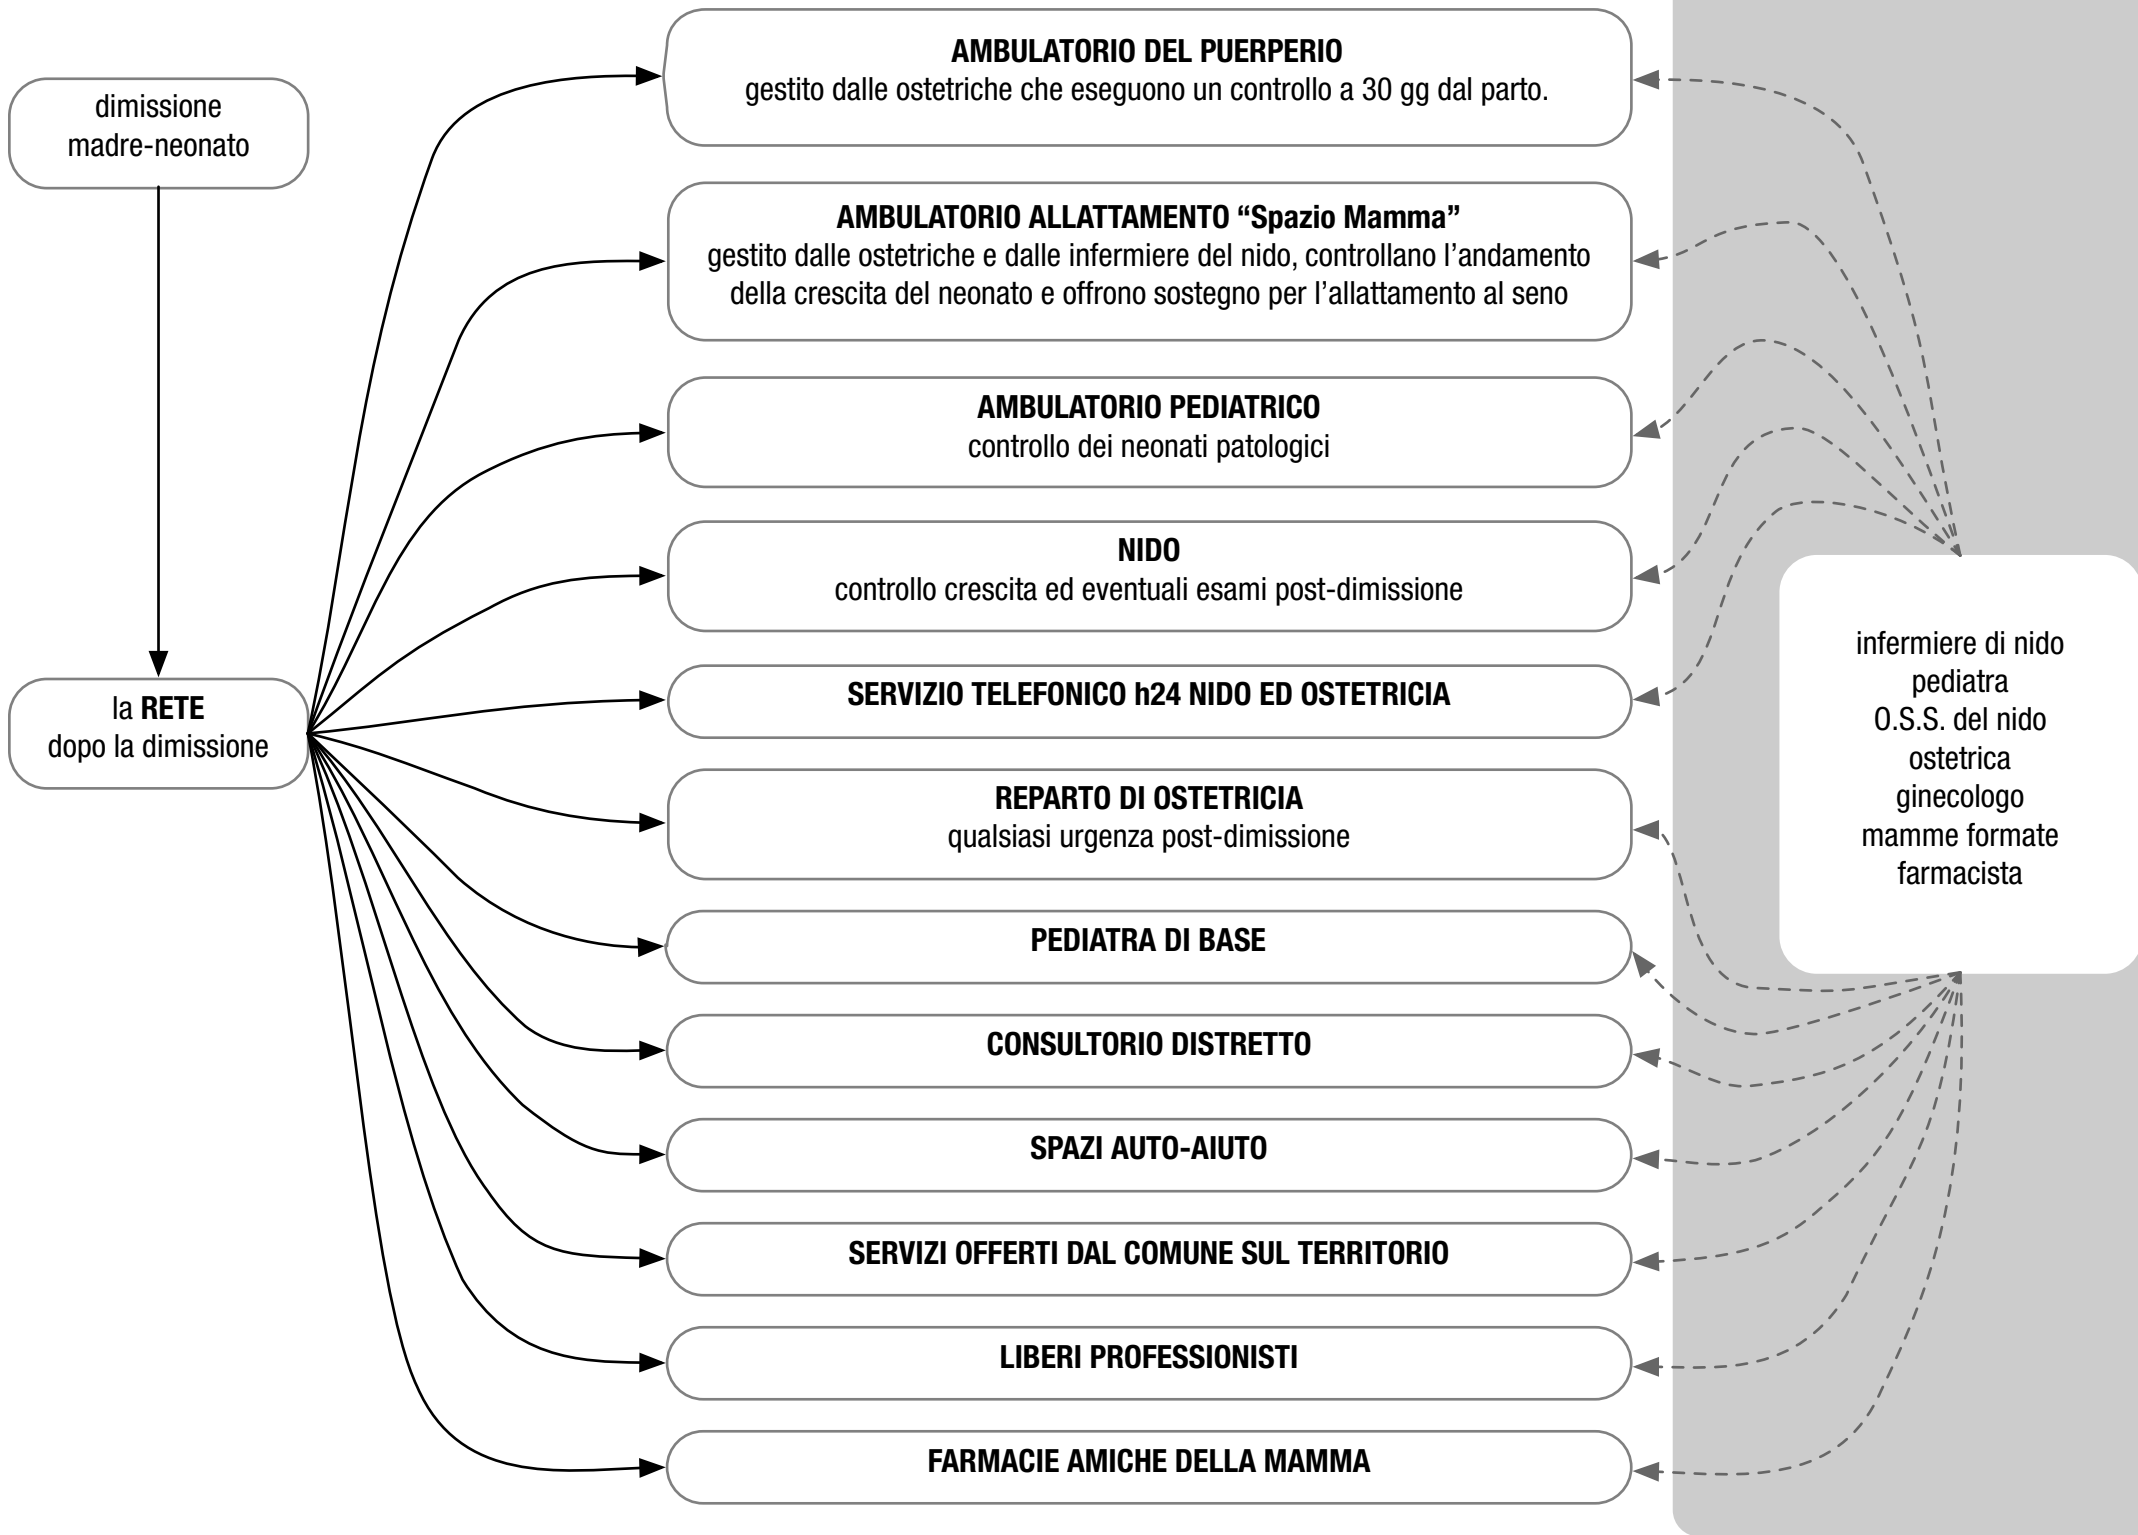 dimissione
madre-neonato
la RETE
dopo la dimissione
AMBULATORIO DEL PUERPERIO
gestito dalle ostetriche che eseguono un controllo a 30 gg dal parto.
AMBULATORIO ALLATTAMENTO “Spazio Mamma”
gestito dalle ostetriche e dalle infermiere del nido, controllano l’andamento
della crescita del neonato e offrono sostegno per l’allattamento al seno
AMBULATORIO PEDIATRICO
controllo dei neonati patologici
NIDO
controllo crescita ed eventuali esami post-dimissione
SERVIZIO TELEFONICO h24 NIDO ED OSTETRICIA
REPARTO DI OSTETRICIA
qualsiasi urgenza post-dimissione
PEDIATRA DI BASE
CONSULTORIO DISTRETTO
SPAZI AUTO-AIUTO
SERVIZI OFFERTI DAL COMUNE SUL TERRITORIO
LIBERI PROFESSIONISTI
FARMACIE AMICHE DELLA MAMMA
infermiere di nido
pediatra
O.S.S. del nido
ostetrica
ginecologo
mamme formate
farmacista